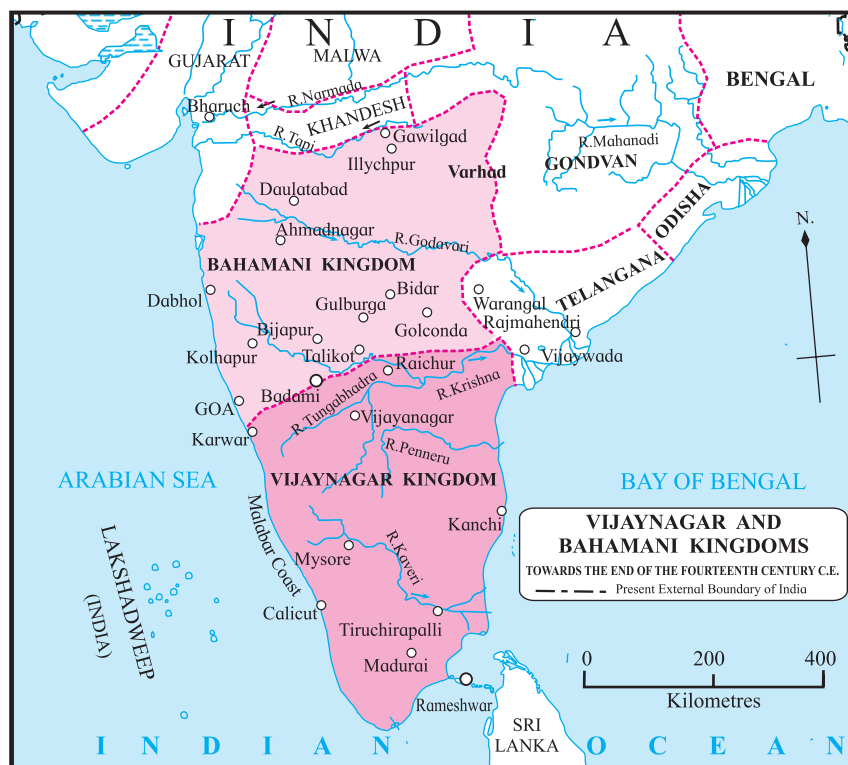 I N D I A
GUJARAT
MALWA
BENGAL
Bharuch
R.Narmada
KHANDESH
R.Tapi
Gawilgad
Illychpur
Varhad
R.Mahanadi
GONDVAN
ODISHA
Daulatabad
Ahmadnagar
R.Godavari
N.
BAHAMANI KINGDOM
TELANGANA
Dabhol
Bidar
Gulburga
Golconda
Warangal
Rajmahendri
Bijapur
Kolhapur
Talikot
Vijaywada
Raichur
Badami
R.Krishna
R.Tungabhadra
GOA
Vijayanagar
Karwar
R.Penneru
ARABIAN SEA
VIJAYNAGAR KINGDOM
BAY OF BENGAL
Malabar Coast
Kanchi
VIJAYNAGAR AND
BAHAMANI KINGDOMS
TOWARDS THE END OF THE FOURTEENTH CENTURY C.E.
Present External Boundary of India
LAKSHADWEEP
(INDIA)
Mysore
R.Kaveri
Calicut
Tiruchirapalli
Madurai
0 200 400
Kilometres
Rameshwar
SRI
LANKA
I N D I A N O C E A N